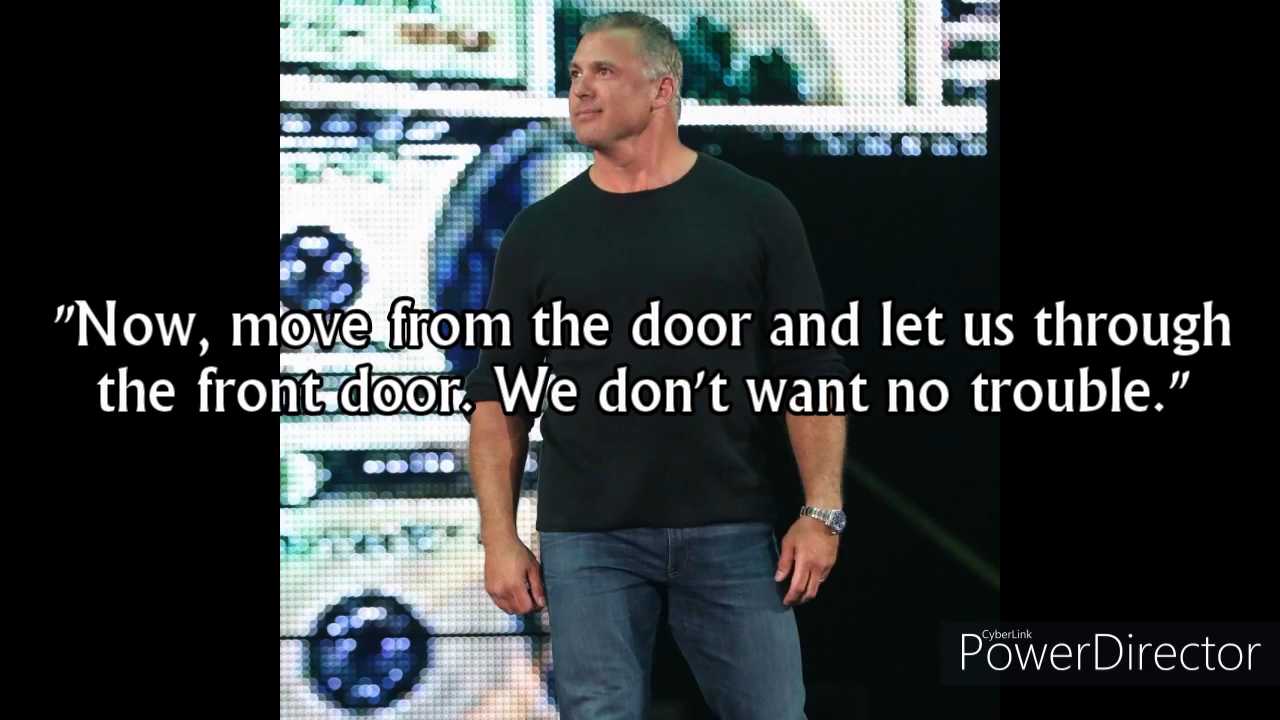 "Now, move from the door and let us through
the front door. We don't want no trouble."
CyberLink
PowerDirector